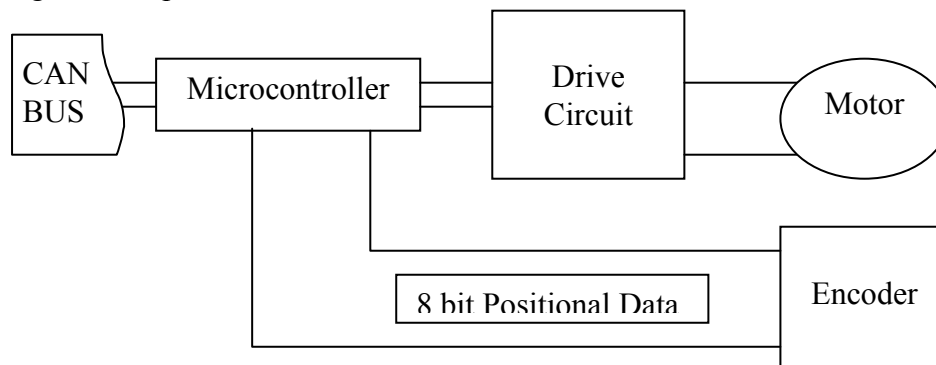 CAN
BUS
Microcontroller
Drive
Circuit
Motor
8 bit Positional Data
Encoder